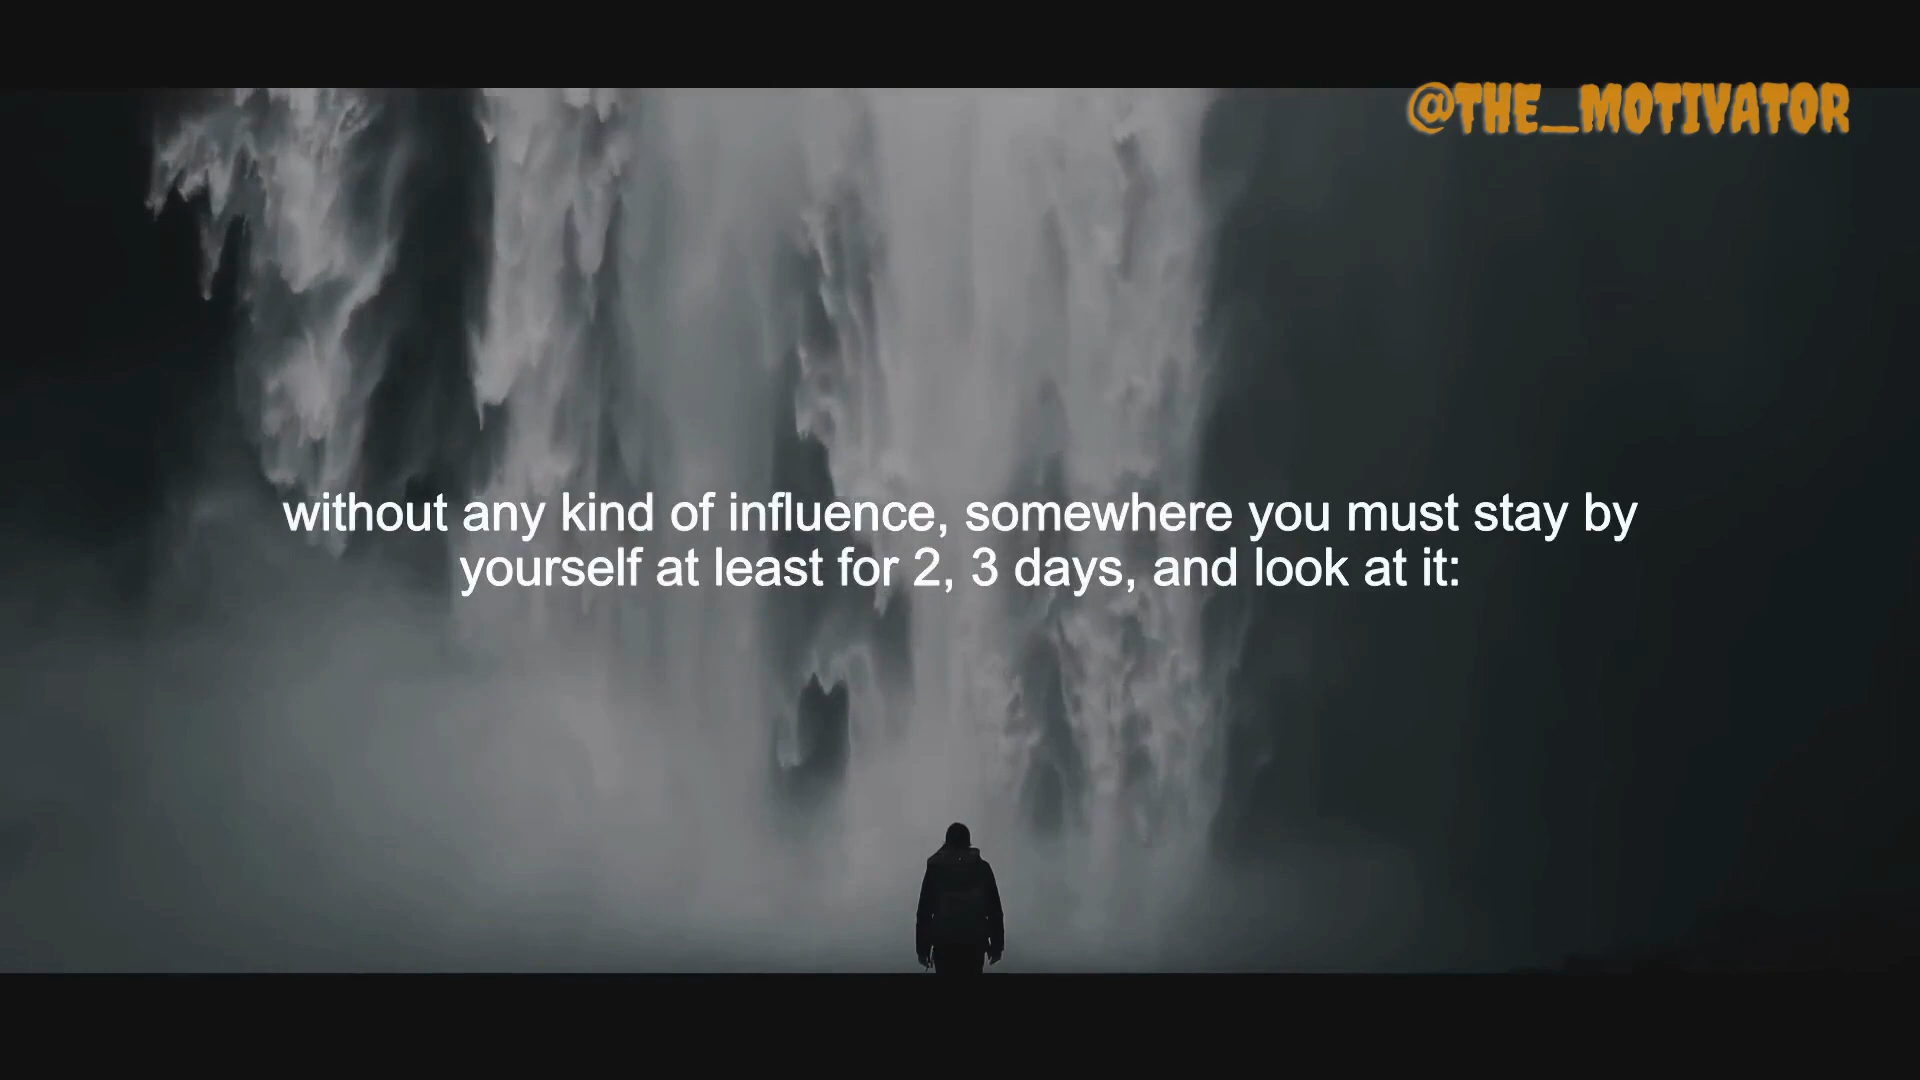 @THE_MOTIVATOR
without any kind of influence, somewhere you must stay by
yourself at least for 2, 3 days, and look at it: